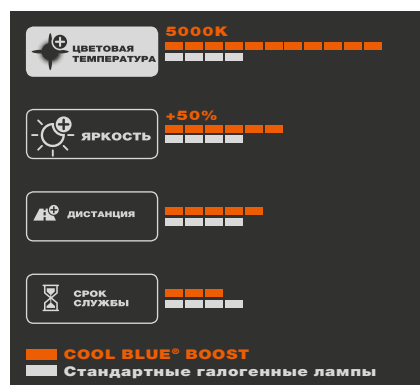 5000K
ЦВЕТОВАЯ
ТЕМПЕРАТУРА
+50%
ЯРКОСТЬ
ДИСТАНЦИЯ
СРОК
СЛУЖБЫ
COOL BLUE® BOOST
Стандартные галогенные лампы